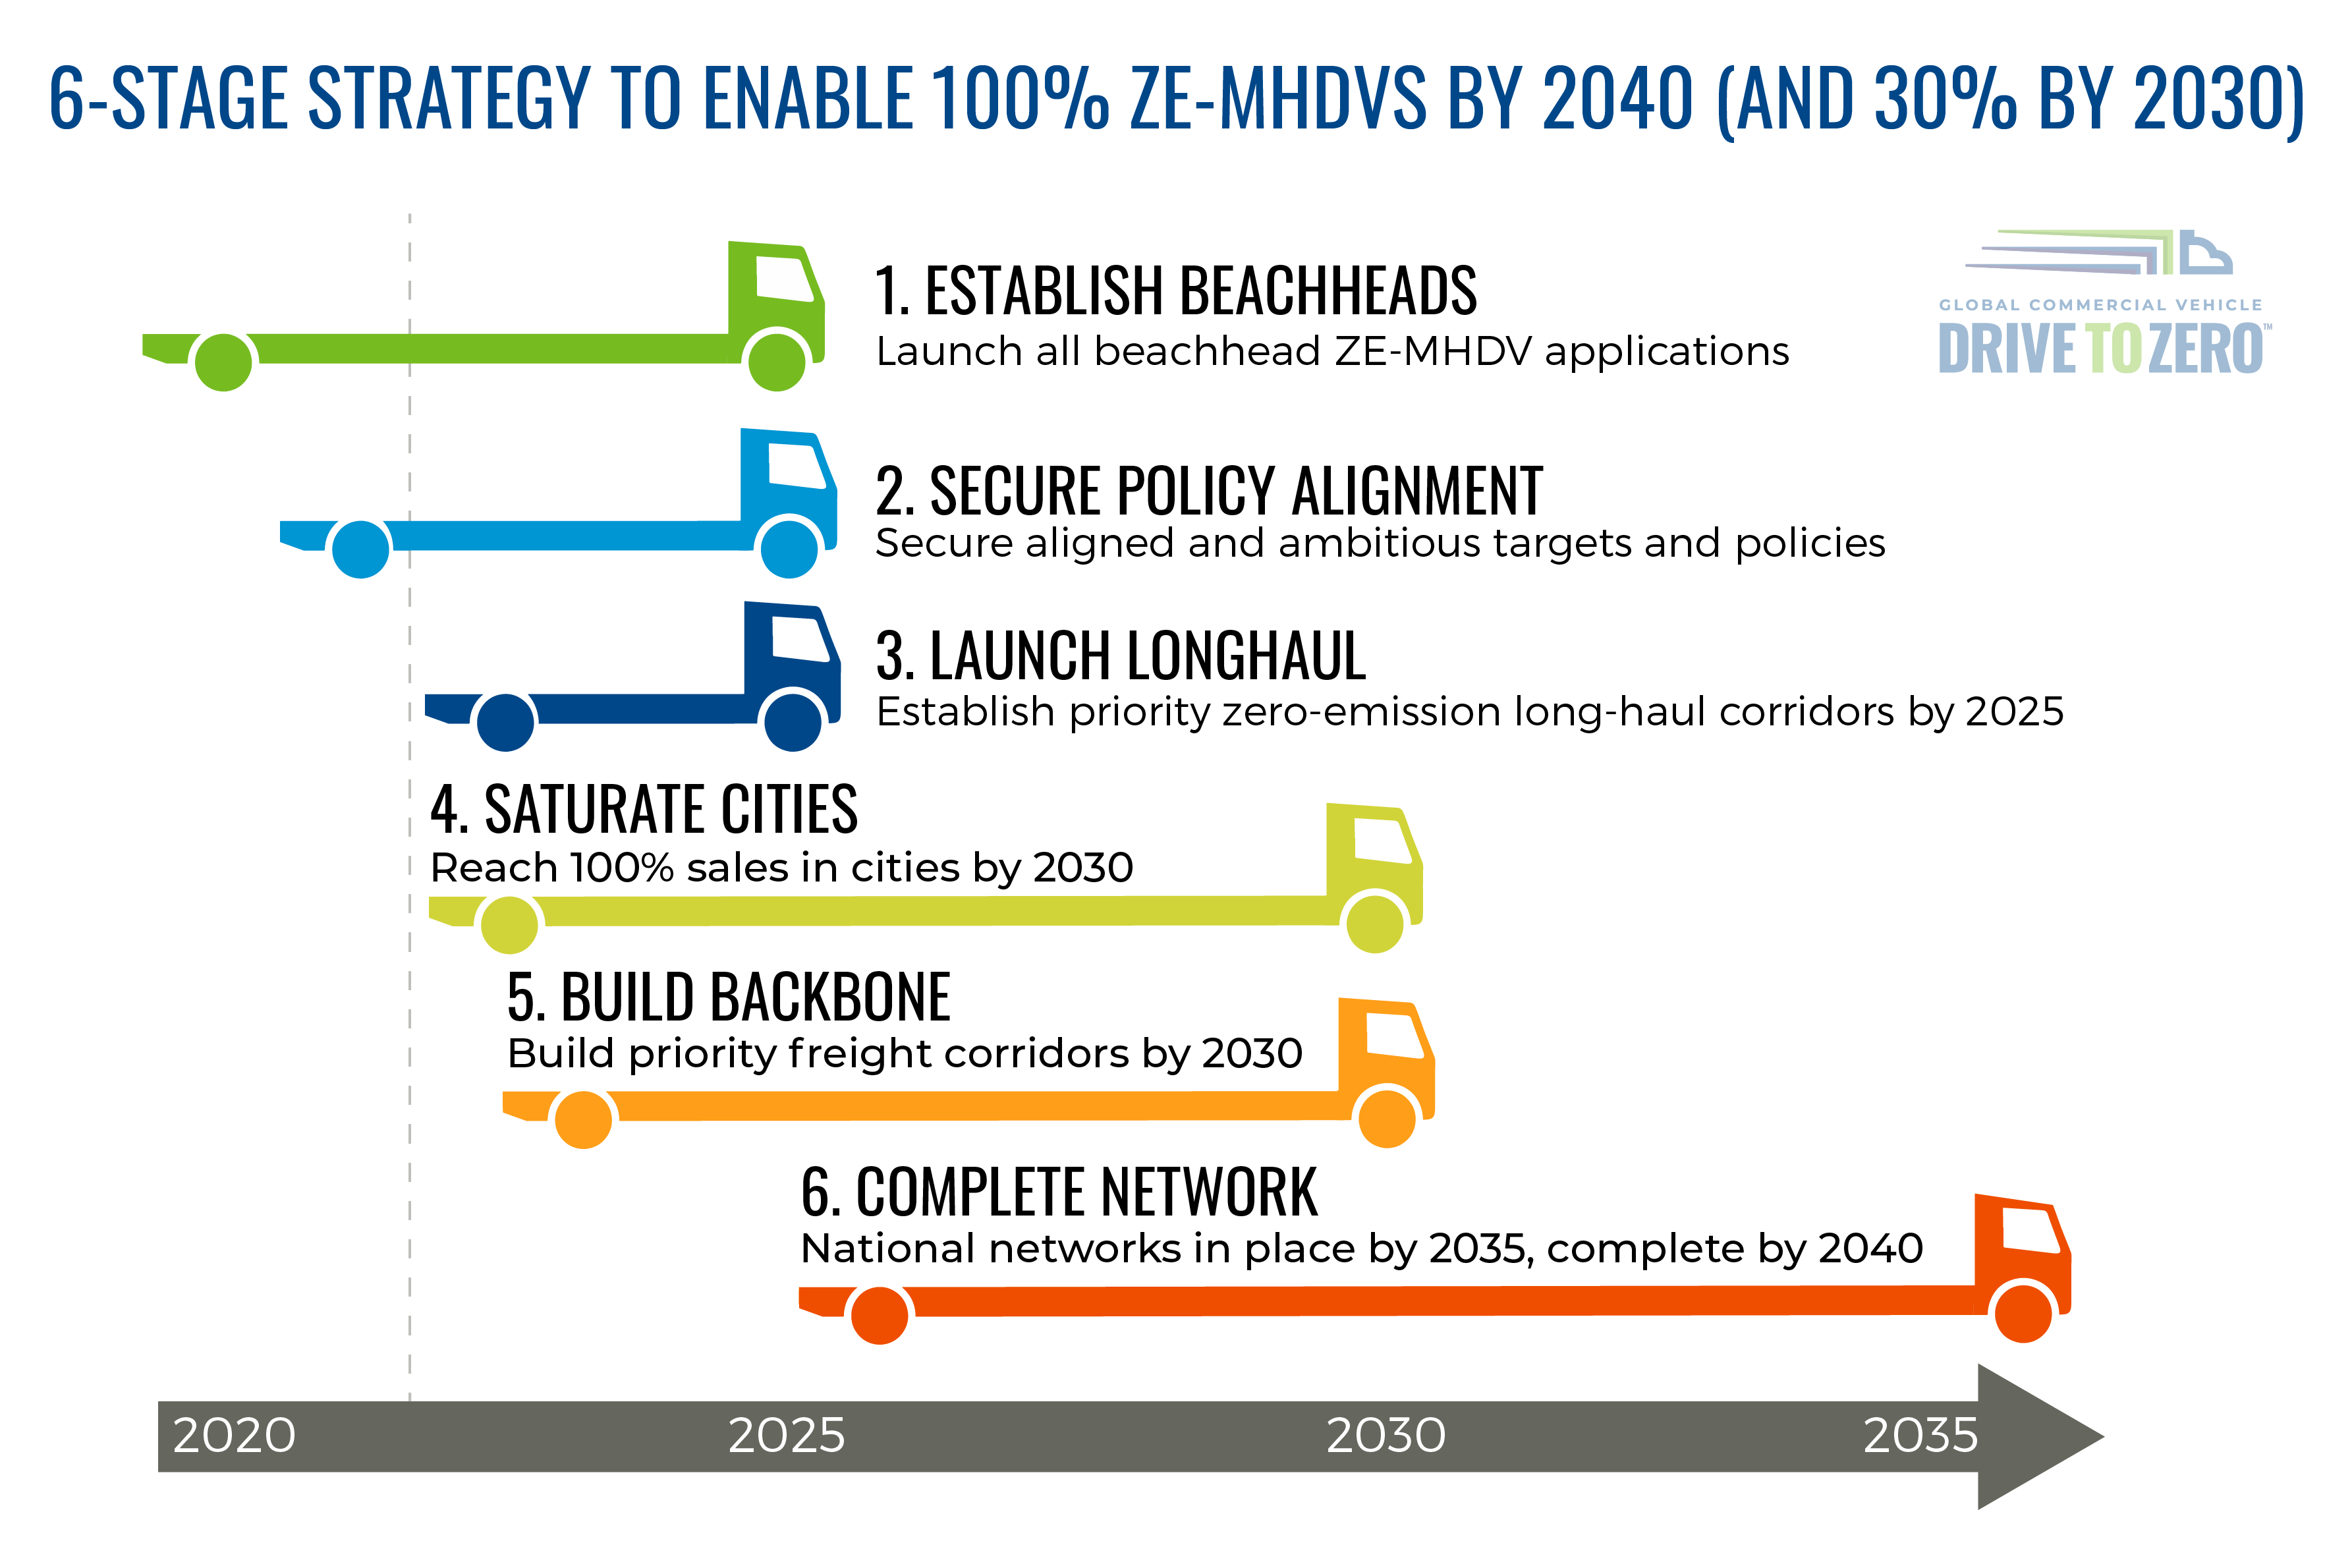 6-STAGE STRATEGY TO ENABLE 100% ZE-MHDVS BY 2040 (AND 30% BY 2030)
GLOBAL COMMERCIAL VEHICLE
DRIVE TO ZERO™
1. ESTABLISH BEACHHEADS
Launch all beachhead ZE-MHDV applications
2. SECURE POLICY ALIGNMENT
Secure aligned and ambitious targets and policies
3. LAUNCH LONGHAUL
Establish priority zero-emission long-haul corridors by 2025
4. SATURATE CITIES
Reach 100% sales in cities by 2030
5. BUILD BACKBONE
Build priority freight corridors by 2030
6. COMPLETE NETWORK
National networks in place by 2035, complete by 2040
2020 2025 2030 2035